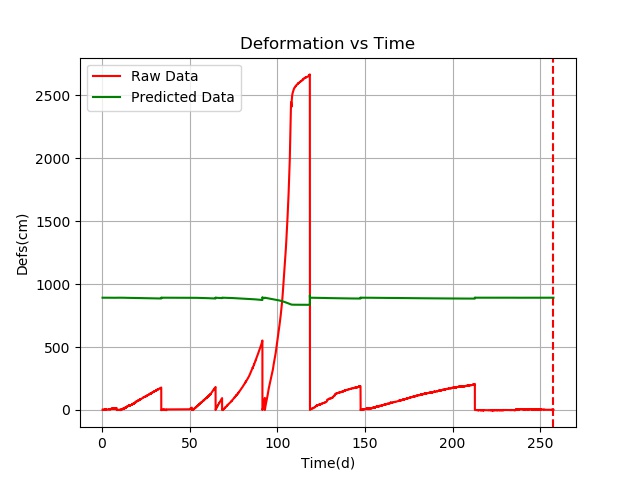 Deformation vs Time
Raw Data
Predicted Data
2500
2000
1500
1000
500
0
Defs(cm)
0 50 100 150 200 250
Time(d)